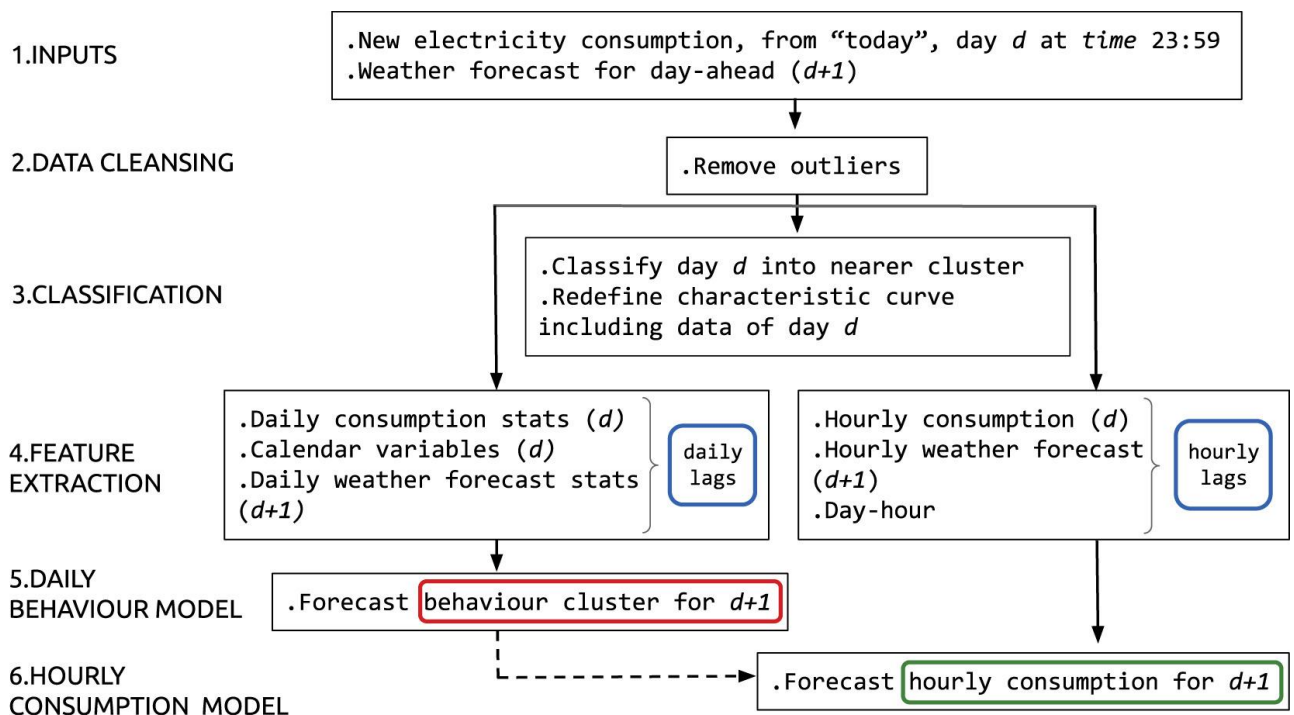 1.INPUTS
.New electricity consumption, from “today”, day d at time 23:59
.Weather forecast for day-ahead (d+1)
2.DATA CLEANSING
.Remove outliers
3.CLASSIFICATION
.Classify day d into nearer cluster
.Redefine characteristic curve
including data of day d
4.FEATURE
EXTRACTION
.Daily consumption stats (d)
.Calendar variables (d)
.Daily weather forecast stats
(d+1)
daily
lags
.Hourly consumption (d)
.Hourly weather forecast
(d+1)
.Day-hour
hourly
lags
5.DAILY
BEHAVIOUR MODEL
.Forecast behaviour cluster for d+1
6.HOURLY
CONSUMPTION MODEL
.Forecast hourly consumption for d+1